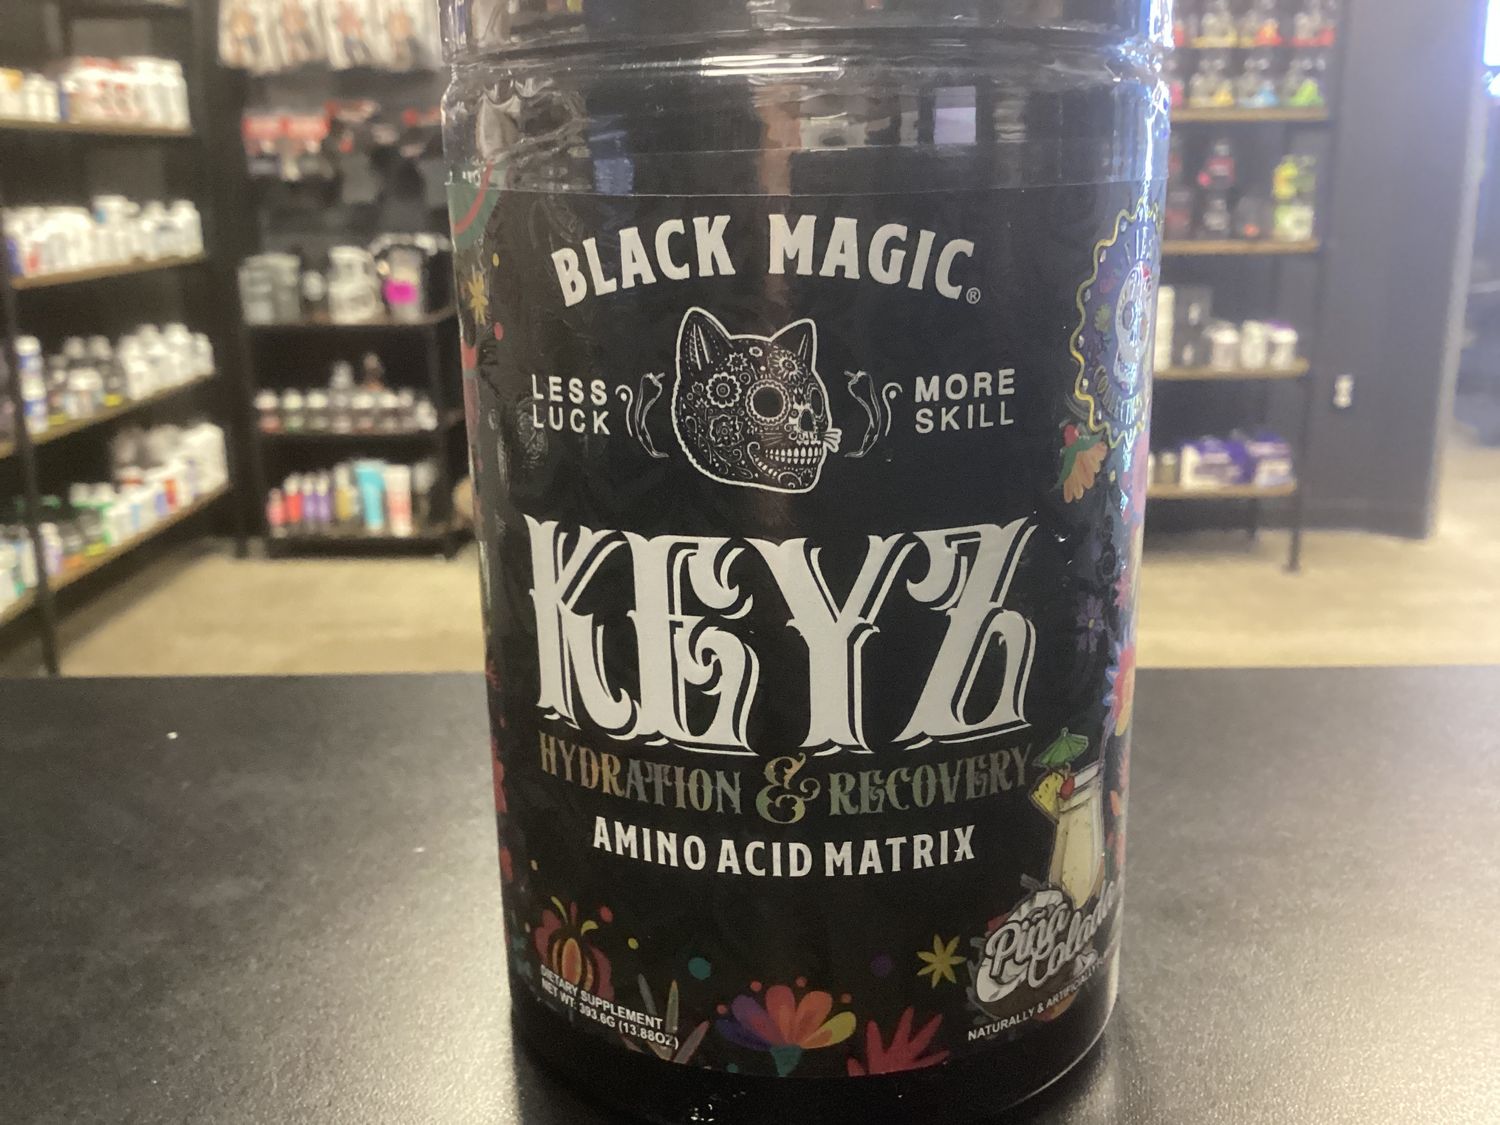 BLACK MAGIC®
LESS LUCK
MORE SKILL
KEYZ
HYDRATION & RECOVERY
AMINO ACID MATRIX
Piña Colada
NATURALLY &
DIETARY SUPPLEMENT
NET WT. 393.6G (13.88OZ)